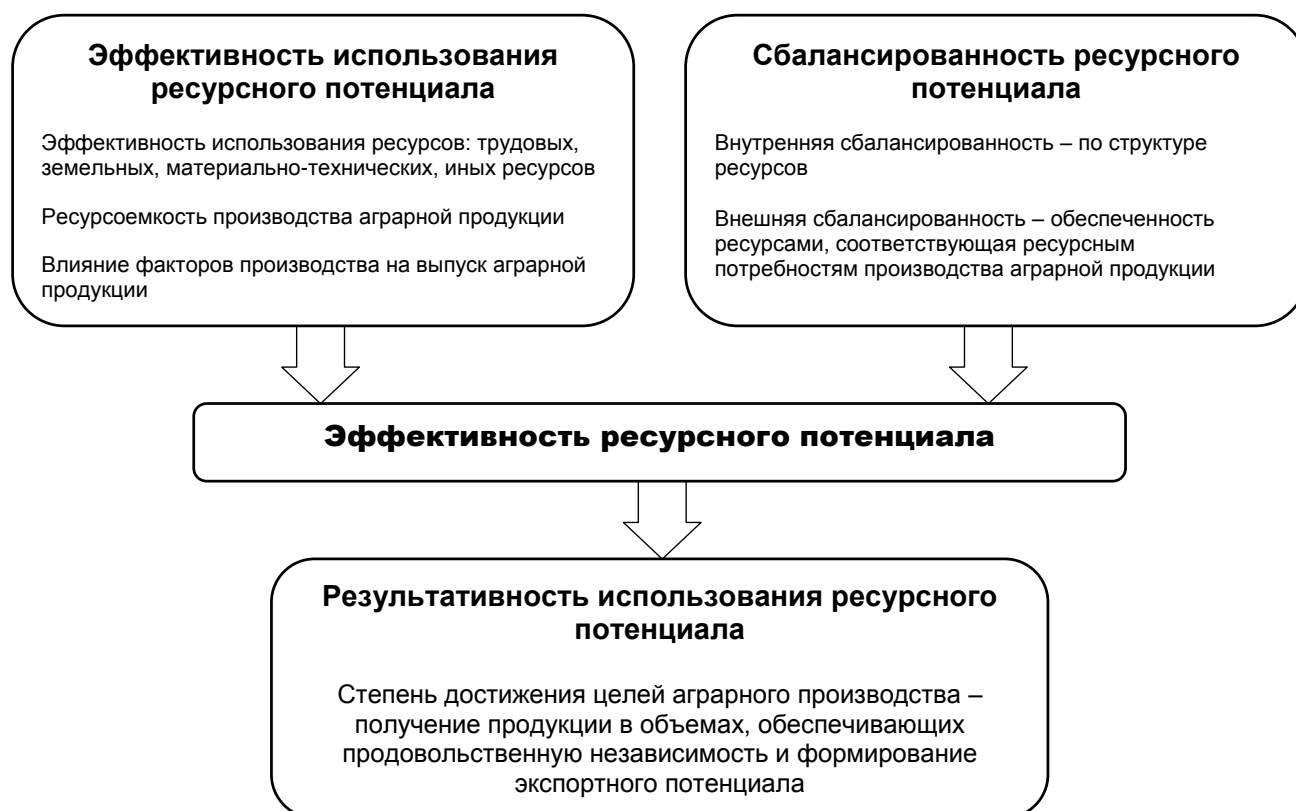 Эффективность использования
ресурсного потенциала
Эффективность использования ресурсов: трудовых,
земельных, материально-технических, иных ресурсов
Ресурсоемкость производства аграрной продукции
Влияние факторов производства на выпуск аграрной
продукции
Сбалансированность ресурсного
потенциала
Внутренняя сбалансированность – по структуре
ресурсов
Внешняя сбалансированность – обеспеченность
ресурсами, соответствующая ресурсным
потребностям производства аграрной продукции
Эффективность ресурсного потенциала
Результативность использования ресурсного
потенциала
Степень достижения целей аграрного производства –
получение продукции в объемах, обеспечивающих
продовольственную независимость и формирование
экспортного потенциала